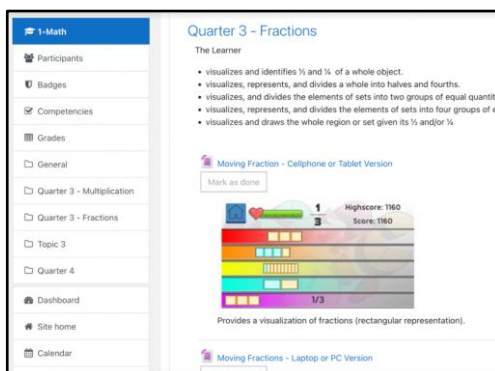 1-Math
Participants
Badges
Competencies
Grades
General
Quarter 3 - Multiplication
Quarter 3 - Fractions
Topic 3
Quarter 4
Dashboard
Site home
Calendar
Quarter 3 - Fractions
The Learner
• visualizes and identifies ½ and ¼ of a whole object.
• visualizes, represents, and divides a whole into halves and fourths.
• visualizes, and divides the elements of sets into two groups of equal quantit
• visualizes, represents, and divides the elements of sets into four groups of e
• visualizes and draws the whole region or set given its ½ and/or ¼
Moving Fraction - Cellphone or Tablet Version
Mark as done
1
3
Highscore: 1160
Score: 1160
1/3
Provides a visualization of fractions (rectangular representation).
Moving Fractions - Laptop or PC Version